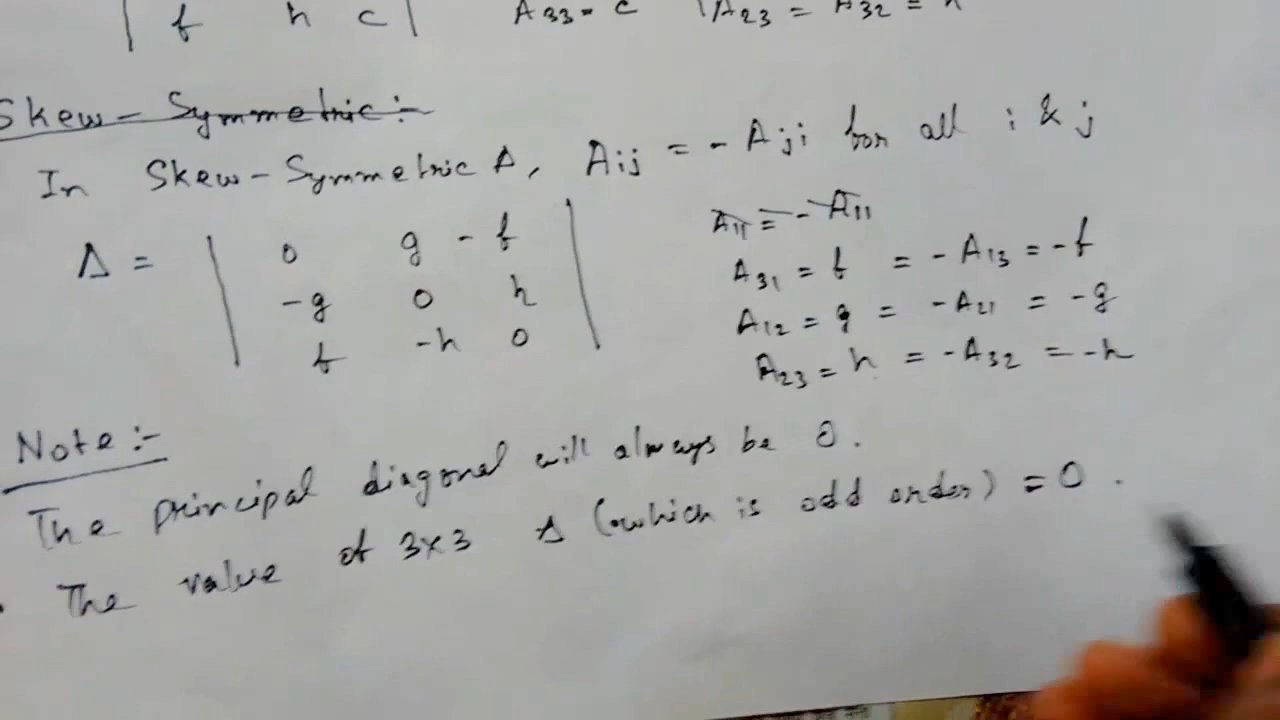 f h c A33 = c A23 = A32 = h
Skew-Symmetric:-
In Skew-Symmetric Δ, Aij = - Aji for all i & j
Δ = | 0 g -f | A11 = - A11
-g 0 h A31 = f = -A13 = -f
f -h 0 A12 = g = -A21 = -g
A23 = h = -A32 = -h
Note:-
The principal diagonal will always be 0.
The value of 3×3 Δ (which is odd order) = 0.